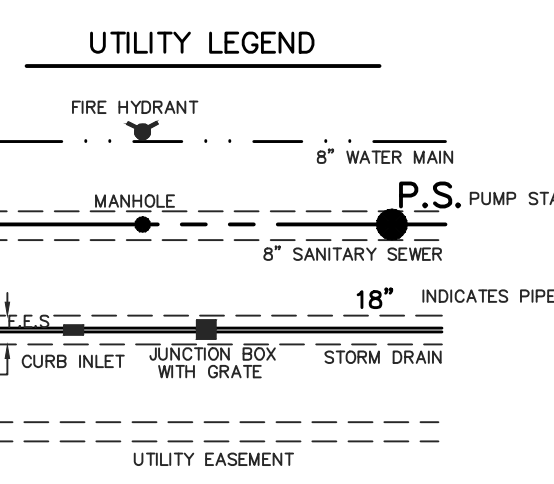 UTILITY LEGEND
FIRE HYDRANT
8" WATER MAIN
MANHOLE
P.S. PUMP STA
8" SANITARY SEWER
18" INDICATES PIPE
F.E.S
CURB INLET
JUNCTION BOX
WITH GRATE
STORM DRAIN
UTILITY EASEMENT